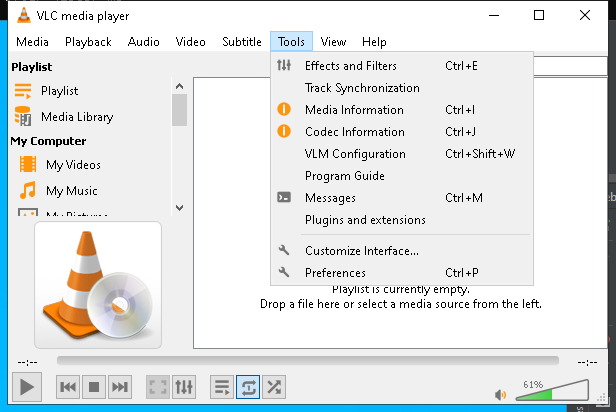 VLC media player
Media Playback Audio Video Subtitle Tools View Help
Playlist
Playlist
Media Library
My Computer
My Videos
My Music
My Pictures
Effects and Filters Ctrl+E
Track Synchronization
Media Information Ctrl+I
Codec Information Ctrl+J
VLM Configuration Ctrl+Shift+W
Program Guide
Messages Ctrl+M
Plugins and extensions
Customize Interface...
Preferences Ctrl+P
Playlist is currently empty.
Drop a file here or select a media source from the left.
--:-- --:--
61%